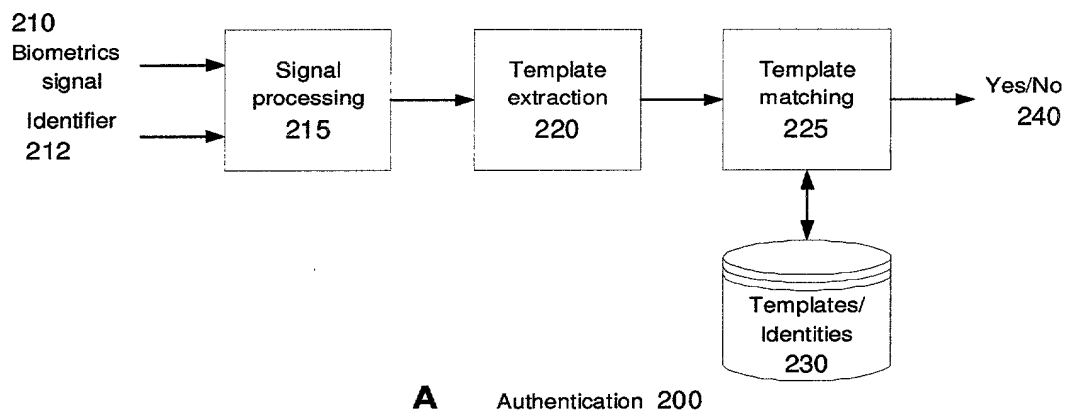 210
Biometrics
signal
Identifier
212
Signal
processing
215
Template
extraction
220
Template
matching
225
Yes/No
240
Templates/
Identities
230
A Authentication 200